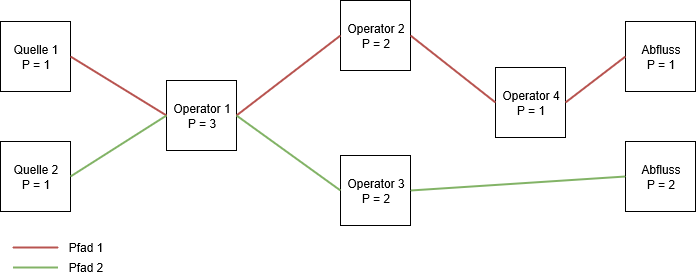 Quelle 1
P = 1
Quelle 2
P = 1
Operator 1
P = 3
Operator 2
P = 2
Operator 3
P = 2
Operator 4
P = 1
Abfluss
P = 1
Abfluss
P = 2
Pfad 1
Pfad 2